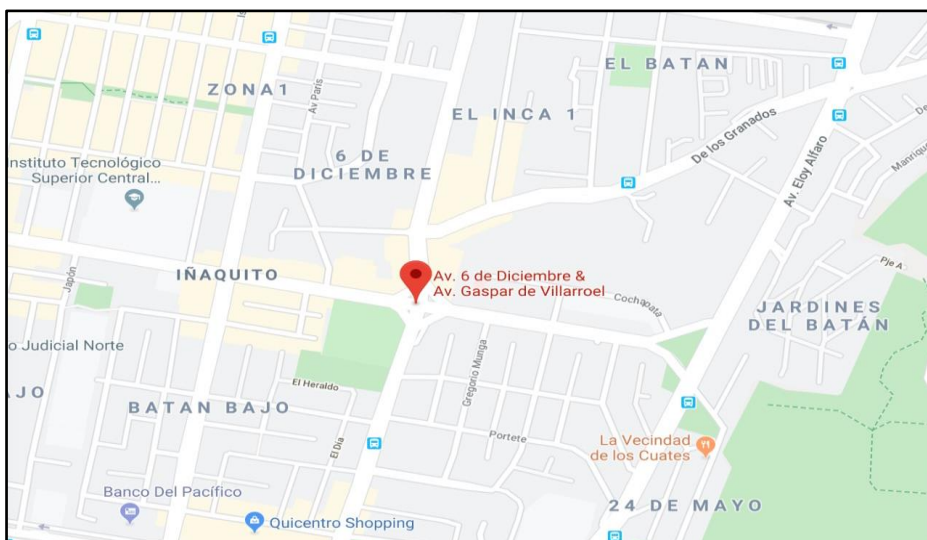 EL BATAN
ZONA1
Av París
EL INCA 1
De los Granados
6 DE
DICIEMBRE
Av. Eloy Alfaro
nstituto Tecnológico
Superior Central...
IÑAQUITO
Japón
Av. 6 de Diciembre &
Av. Gaspar de Villarroel
Pje A
Cochapata
JARDINES
DEL BATÁN
o Judicial Norte
Gregorio Munga
El Heraldo
AJO
BATAN BAJO
El Día
Portete
La Vecindad
de los Cuates
Banco Del Pacífico
24 DE MAYO
Quicentro Shopping